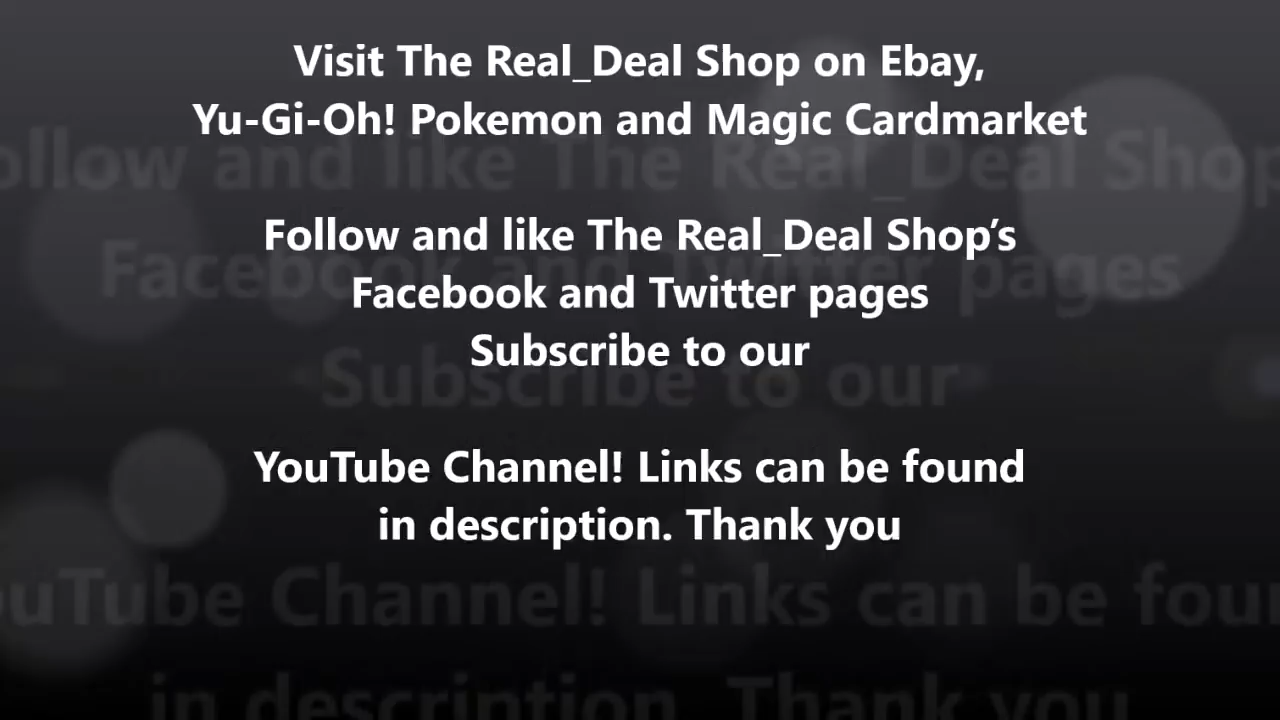 Visit The Real_Deal Shop on Ebay,
Yu-Gi-Oh! Pokemon and Magic Cardmarket
Follow and like The Real_Deal Shop’s
Facebook and Twitter pages
Subscribe to our
YouTube Channel! Links can be found
in description. Thank you